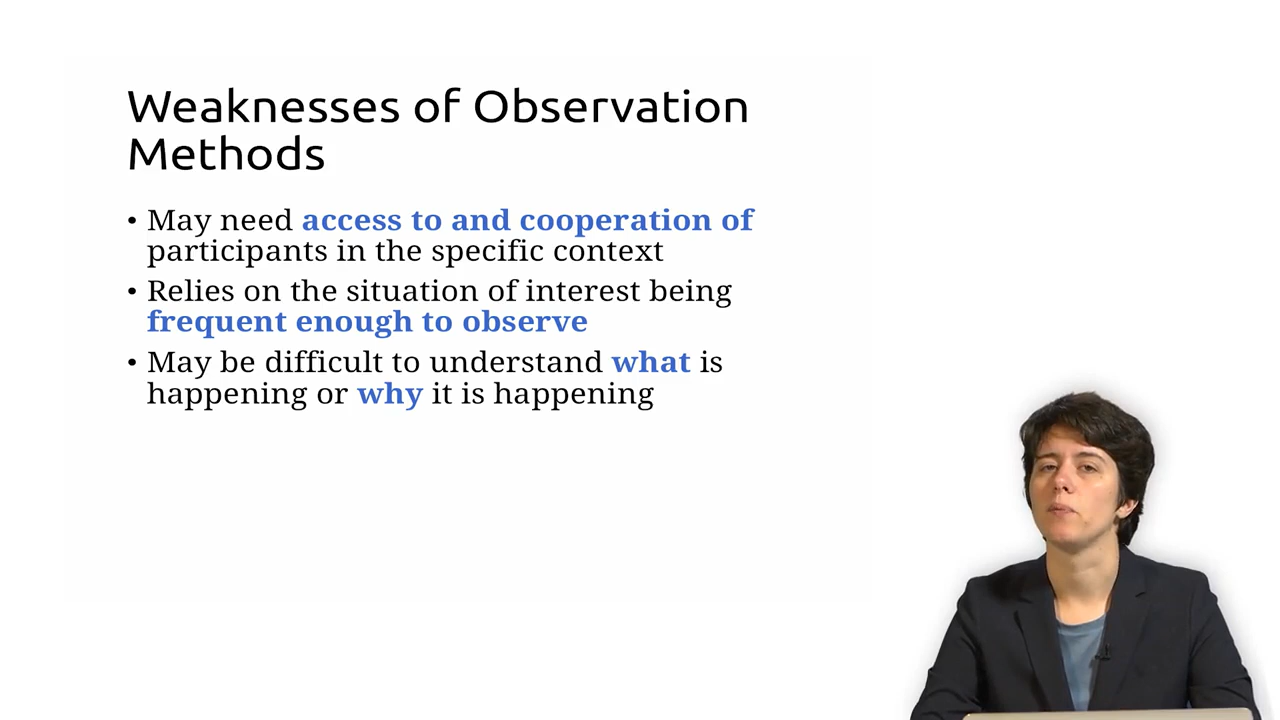 Weaknesses of Observation
Methods
• May need access to and cooperation of
participants in the specific context
• Relies on the situation of interest being
frequent enough to observe
• May be difficult to understand what is
happening or why it is happening